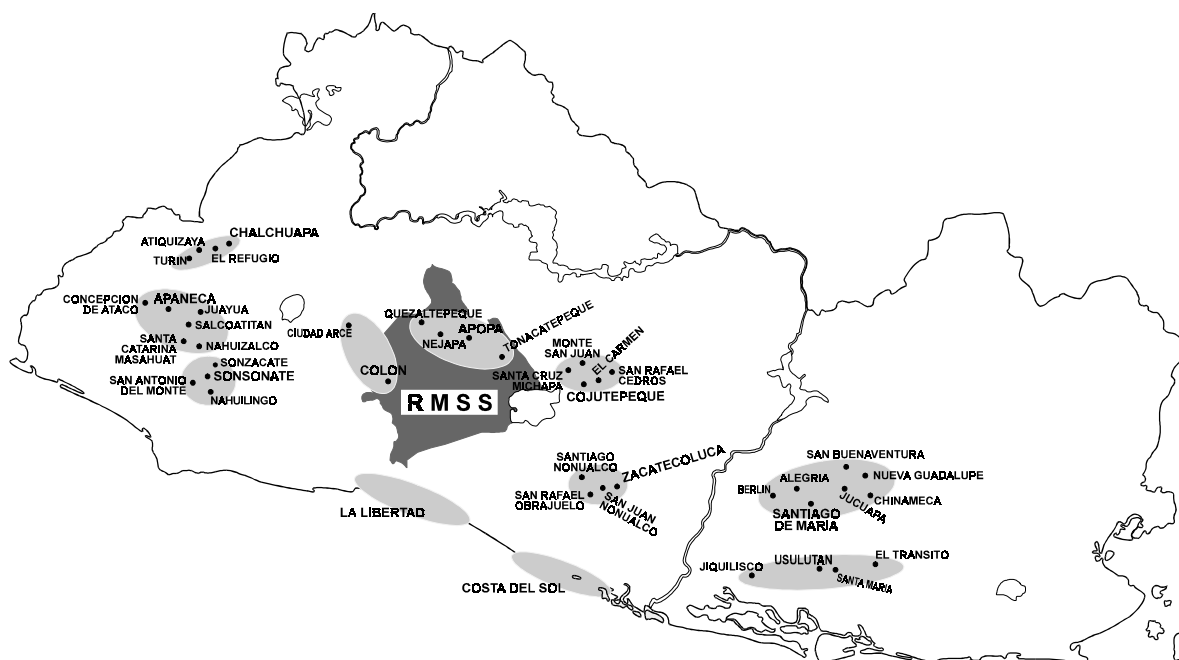 CHALCHUAPA
ATIQUIZAYA
TURIN
EL REFUGIO
CONCEPCION
DE ATACO
APANECA
JUAYUA
SALCOATITAN
SANTA
CATARINA
MASAHUAT
NAHUIZALCO
SONZACATE
SAN ANTONIO
DEL MONTE
SONSONATE
NAHUILINGO
CIUDAD ARCE
COLON
QUEZALTEPEQUE
APOPA
NEJAPA
TONACATEPEQUE
RMSS
MONTE
SAN JUAN
EL CARMEN
SANTA CRUZ
MICHAPA
SAN RAFAEL
CEDROS
COJUTEPEQUE
SANTIAGO
NONUALCO
ZACATECOLUCA
SAN RAFAEL
OBRAJUELO
SAN JUAN
NONUALCO
LA LIBERTAD
COSTA DEL SOL
SAN BUENAVENTURA
ALEGRIA
NUEVA GUADALUPE
BERLIN
JUCUAPA
CHINAMECA
SANTIAGO
DE MARIA
JIQUILISCO
USULUTAN
EL TRANSITO
SANTA MARIA